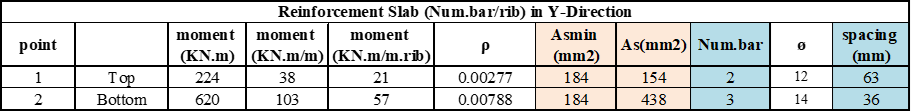 Reinforcement Slab (Num.bar/rib) in Y-Direction
point moment (KN.m) moment (KN.m/m) moment (KN.m/m.rib) ρ Asmin (mm2) As(mm2) Num.bar ø spacing (mm)
1 Top 224 38 21 0.00277 184 154 2 12 63
2 Bottom 620 103 57 0.00788 184 438 3 14 36